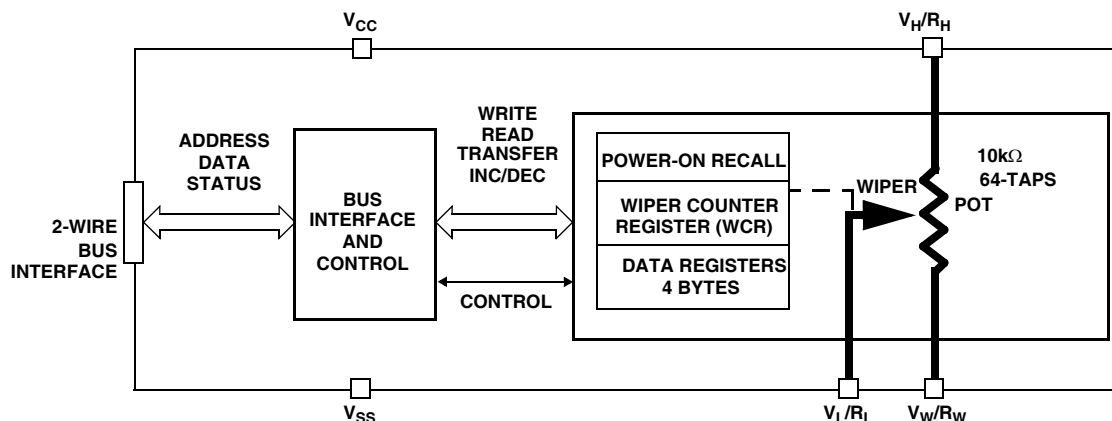 VCC
VH/RH
WRITE
READ
TRANSFER
INC/DEC
ADDRESS
DATA
STATUS
POWER-ON RECALL
10kΩ
64-TAPS
POT
WIPER
BUS
INTERFACE
AND
CONTROL
WIPER COUNTER
REGISTER (WCR)
2-WIRE
BUS
INTERFACE
DATA REGISTERS
4 BYTES
CONTROL
VSS
VL/RL
VW/RW